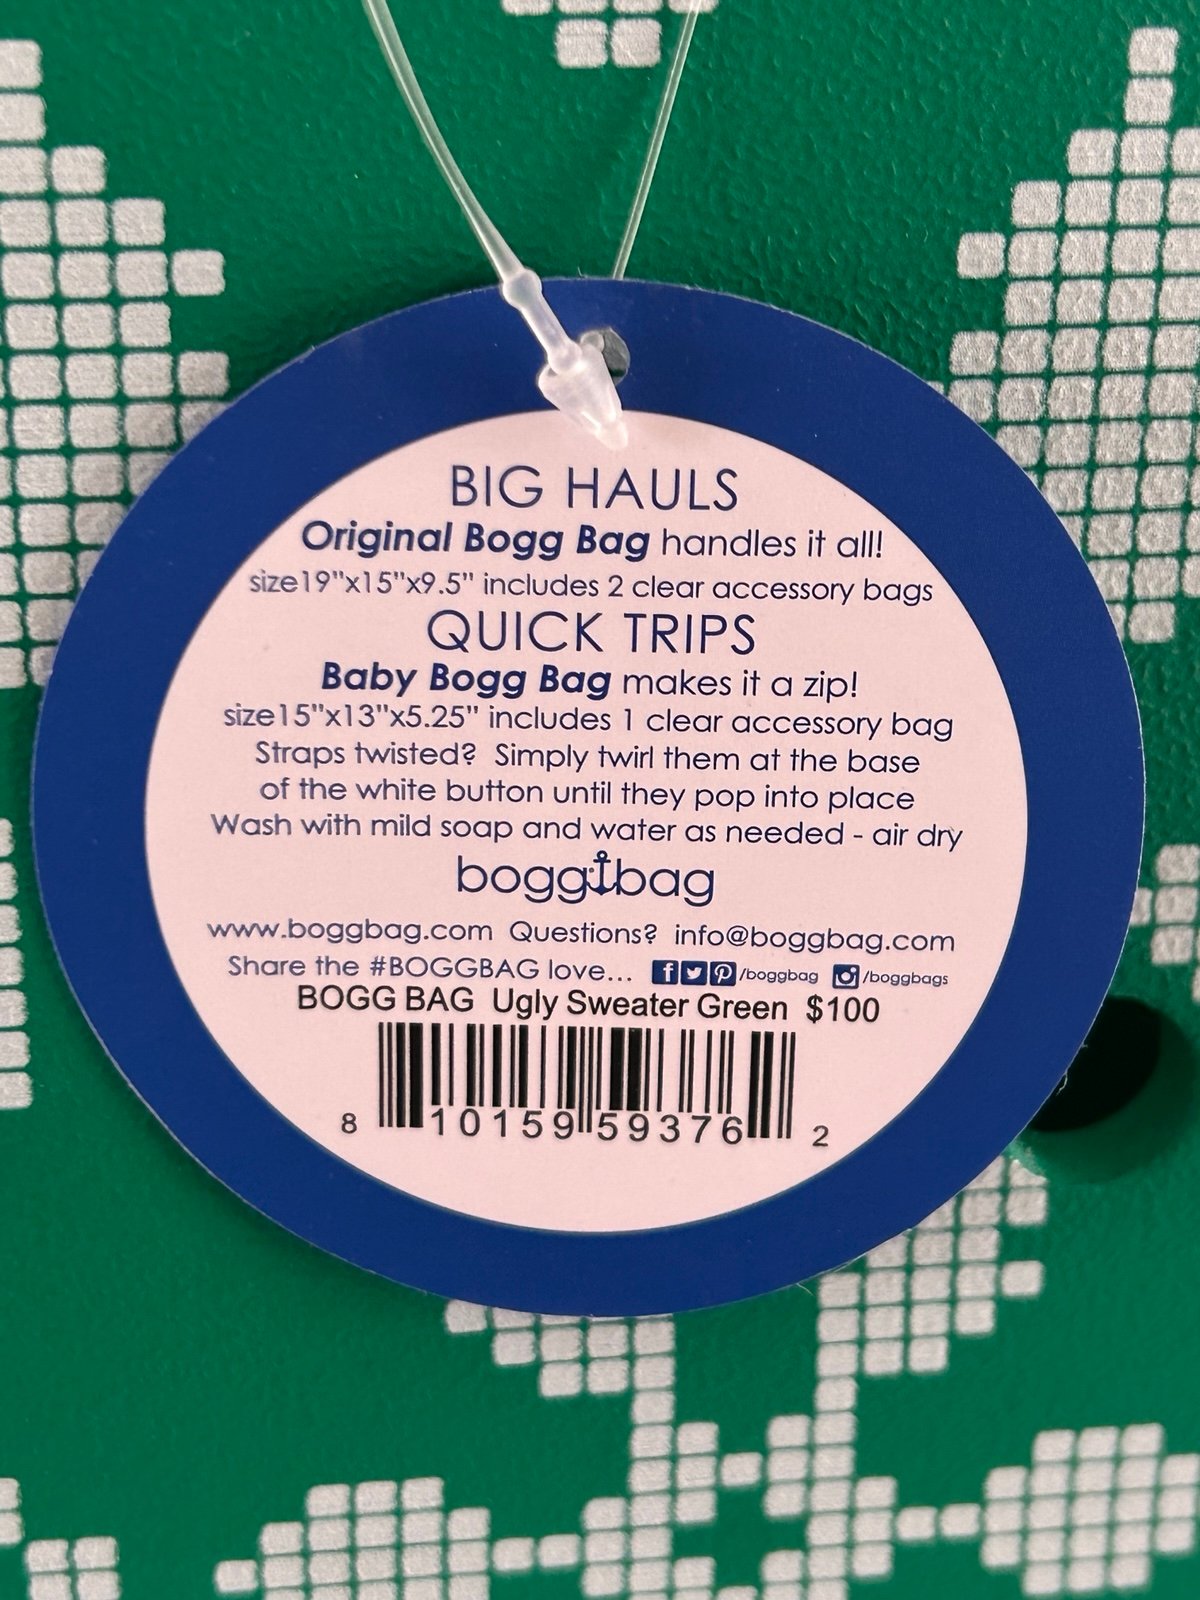 BIG HAULS
Original Bogg Bag handles it all!
size19"x15"x9.5" includes 2 clear accessory bags
QUICK TRIPS
Baby Bogg Bag makes it a zip!
size15"x13"x5.25" includes 1 clear accessory bag
Straps twisted? Simply twirl them at the base
of the white button until they pop into place
Wash with mild soap and water as needed - air dry
bogg bag
www.boggbag.com Questions? info@boggbag.com
Share the #BOGGBAG love... /boggbag /boggbags
BOGG BAG Ugly Sweater Green $100
8 10159 59376 2